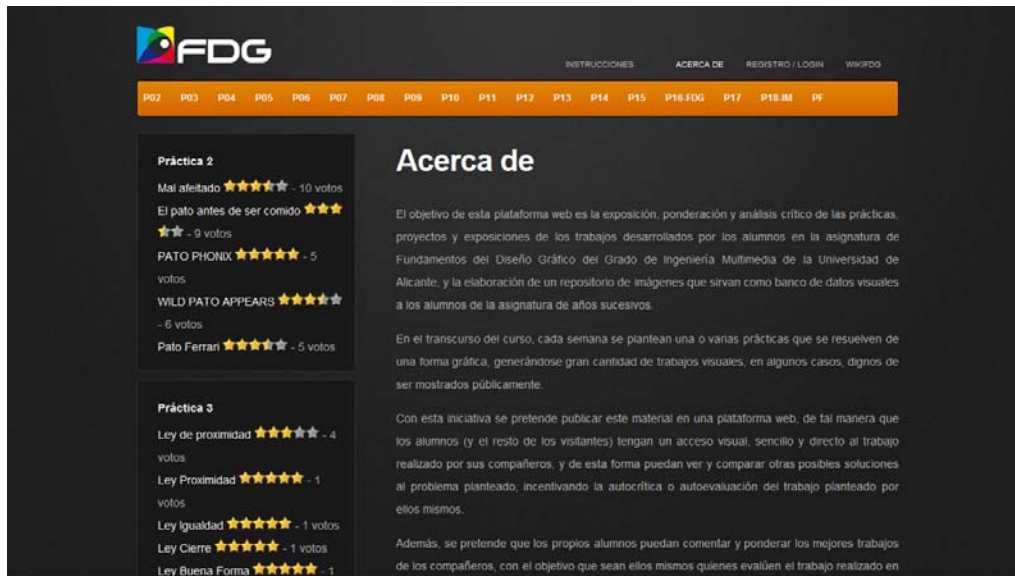 FDG
INSTRUCCIONES ACERCA DE REGISTRO / LOGIN WIKIFDG
P02 P03 P04 P05 P06 P07 P08 P09 P10 P11 P12 P13 P14 P15 P16.FDG P17 P18.IM PF
Práctica 2
Mal afeitado - 10 votos
El pato antes de ser comido
- 9 votos
PATO PHONIX - 5
votos
WILD PATO APPEARS
- 6 votos
Pato Ferrari - 5 votos
Práctica 3
Ley de proximidad - 4
votos
Ley Proximidad - 1
votos
Ley Igualdad - 1 votos
Ley Cierre - 1 votos
Ley Buena Forma - 1
Acerca de
El objetivo de esta plataforma web es la exposición, ponderación y análisis crítico de las prácticas,
proyectos y exposiciones de los trabajos desarrollados por los alumnos en la asignatura de
Fundamentos del Diseño Gráfico del Grado de Ingeniería Multimedia de la Universidad de
Alicante, y la elaboración de un repositorio de imágenes que sirvan como banco de datos visuales
a los alumnos de la asignatura de años sucesivos.
En el transcurso del curso, cada semana se plantean una o varias prácticas que se resuelven de
una forma gráfica, generándose gran cantidad de trabajos visuales, en algunos casos, dignos de
ser mostrados públicamente.
Con esta iniciativa se pretende publicar este material en una plataforma web, de tal manera que
los alumnos (y el resto de los visitantes) tengan un acceso visual, sencillo y directo al trabajo
realizado por sus compañeros, y de esta forma puedan ver y comparar otras posibles soluciones
al problema planteado, incentivando la autocrítica o autoevaluación del trabajo planteado por
ellos mismos.
Además, se pretende que los propios alumnos puedan comentar y ponderar los mejores trabajos
de los compañeros, con el objetivo que sean ellos mismos quienes evalúen el trabajo realizado en